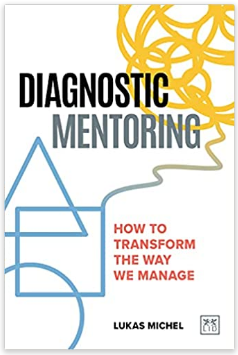 DIAGNOSTIC
MENTORING
HOW TO
TRANSFORM
THE WAY
WE MANAGE
LUKAS MICHEL
LID